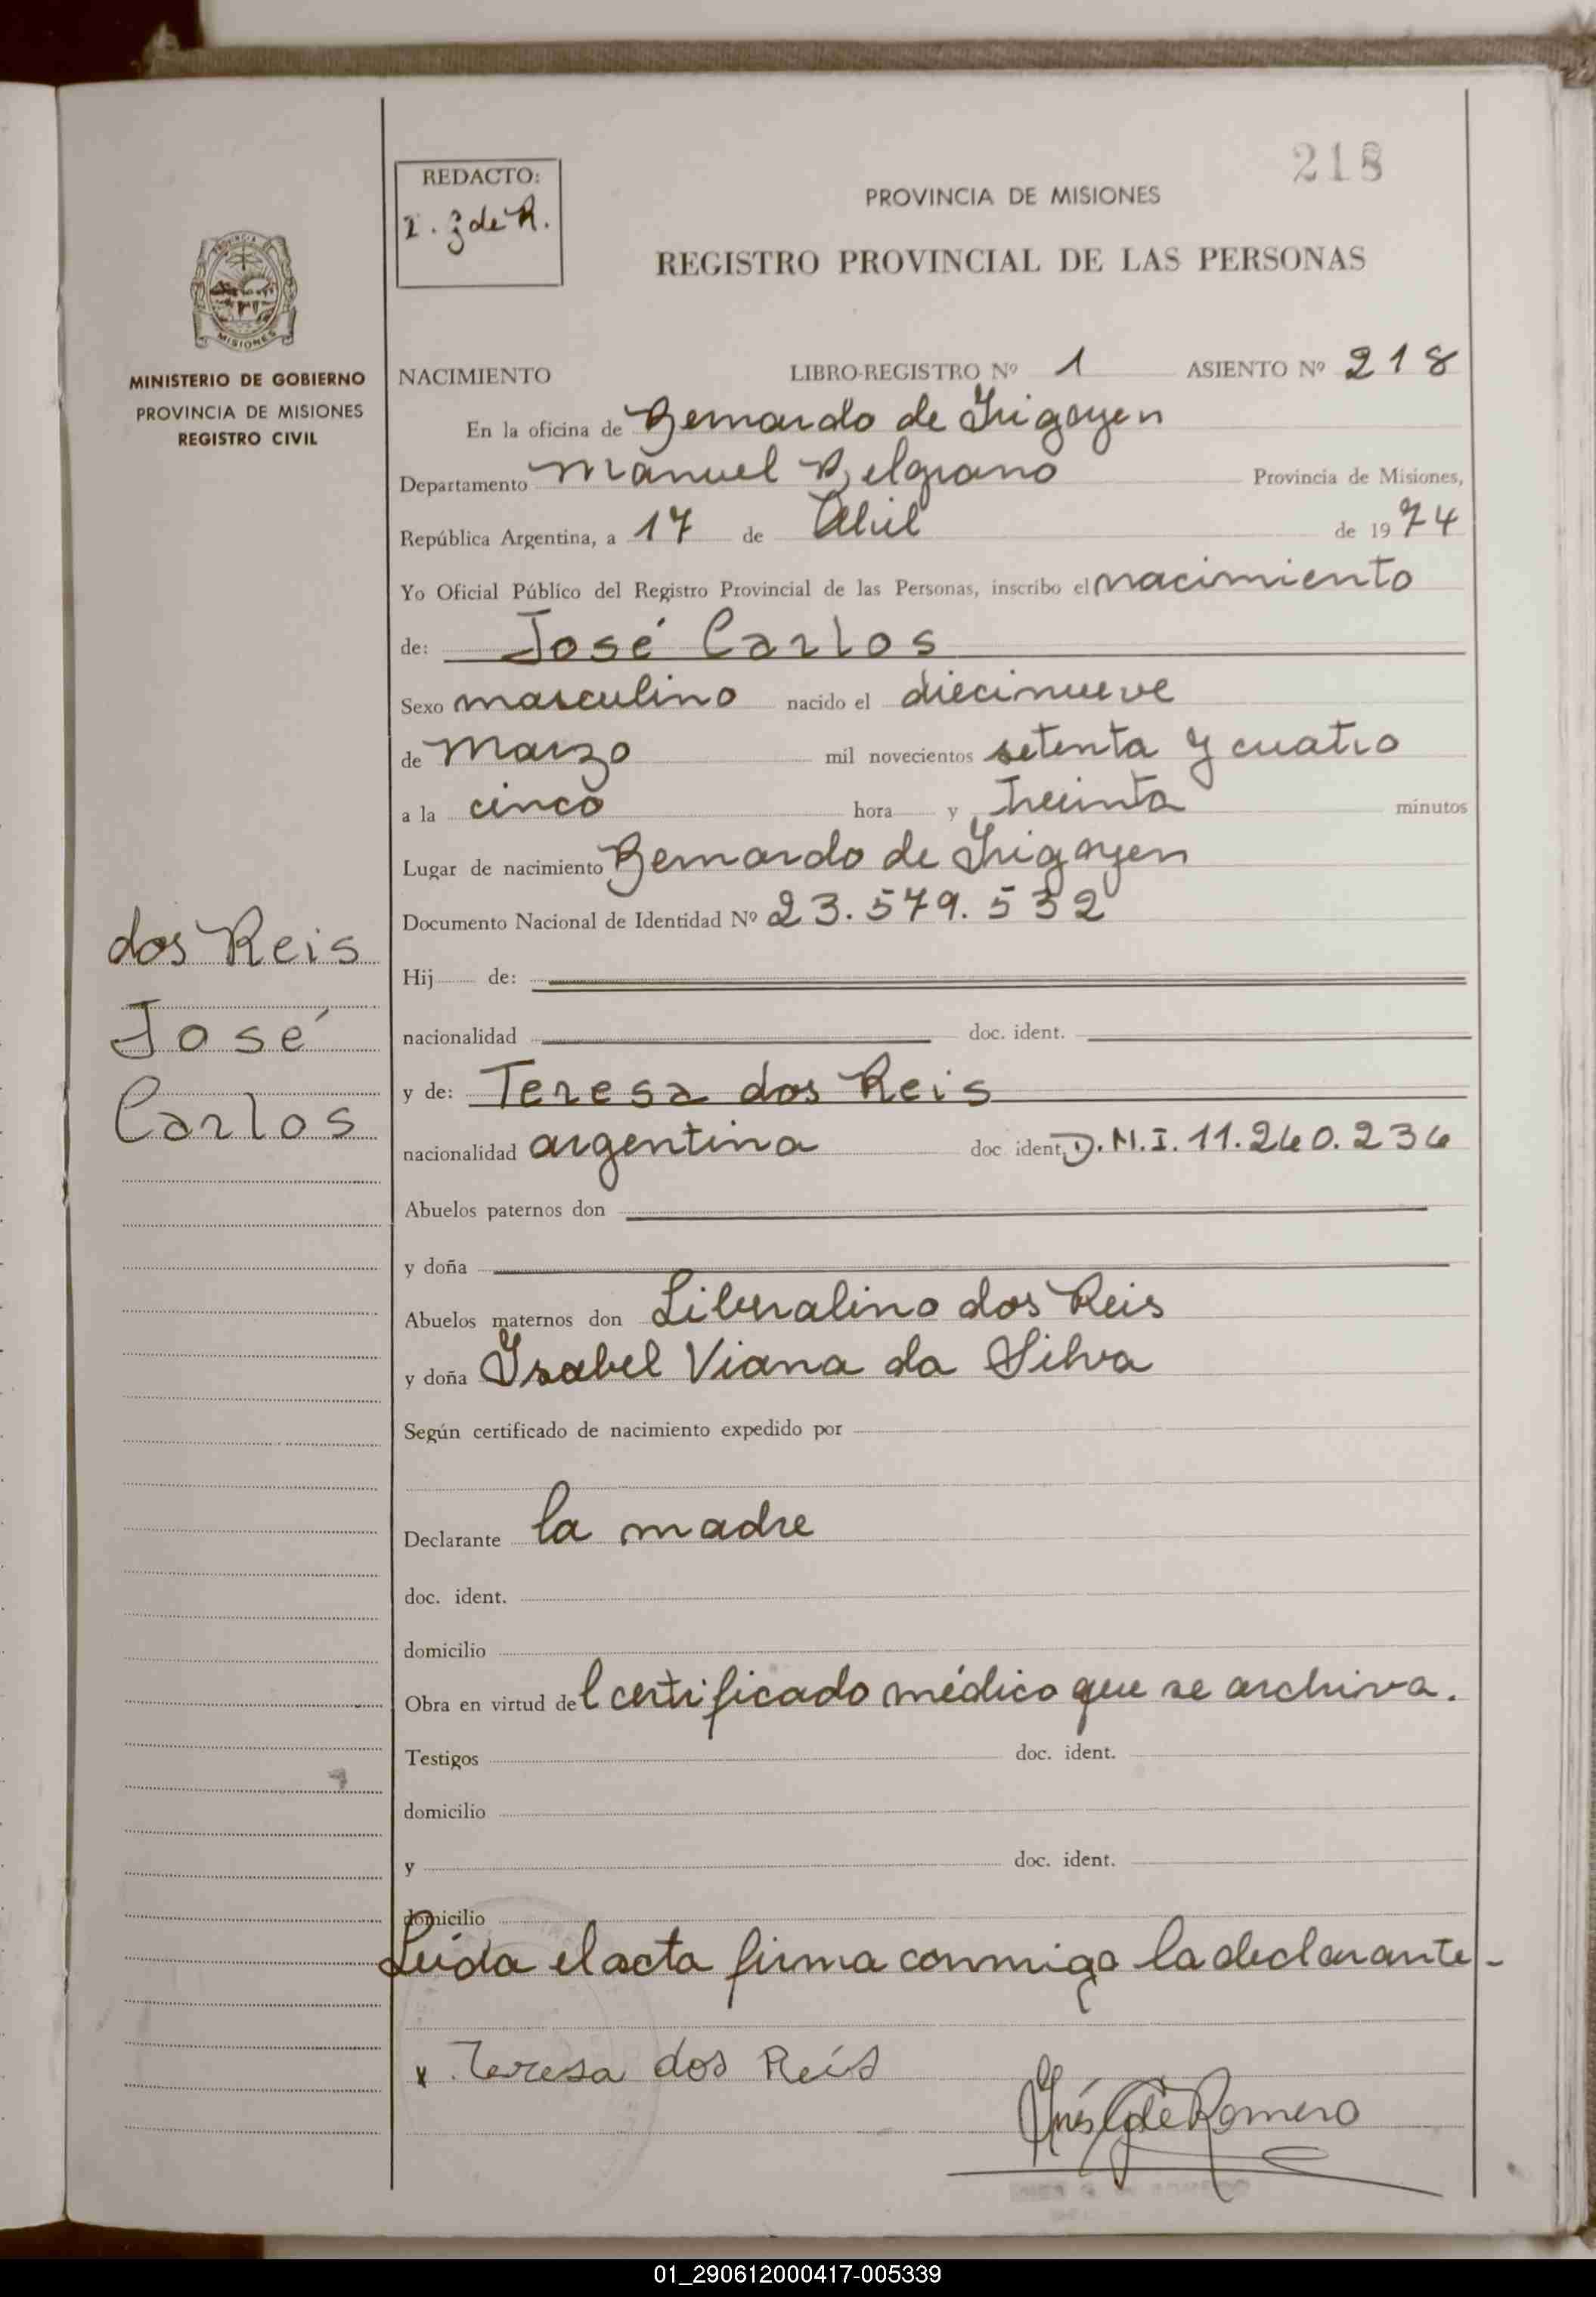 218
REDACTO:
I. J de R.
PROVINCIA DE MISIONES
REGISTRO PROVINCIAL DE LAS PERSONAS
PROVINCIA DE
MISIONES
MINISTERIO DE GOBIERNO
PROVINCIA DE MISIONES
REGISTRO CIVIL
NACIMIENTO LIBRO-REGISTRO Nº 1 ASIENTO Nº 218
En la oficina de Bernardo de Irigoyen
Departamento Manuel Belgrano Provincia de Misiones,
República Argentina, a 17 de Abril de 1974
Yo Oficial Público del Registro Provincial de las Personas, inscribo el nacimiento
de: José Carlos
Sexo masculino nacido el diecinueve
de Marzo mil novecientos setenta y cuatro
a la cinco hora y treinta minutos
Lugar de nacimiento Bernardo de Irigoyen
Documento Nacional de Identidad Nº 23.579.532
dos Reis
José
Carlos
Hij de:
nacionalidad doc. ident.
y de: Teresa dos Reis
nacionalidad argentina doc ident. D.N.I. 11.260.236
Abuelos paternos don
y doña
Abuelos maternos don Liberalino dos Reis
y doña Ysabel Viana da Silva
Según certificado de nacimiento expedido por
Declarante la madre
doc. ident.
domicilio
Obra en virtud del certificado médico que se archiva.
Testigos doc. ident.
domicilio
y doc. ident.
domicilio
Leída el acta firma conmigo la declarante-
x Teresa dos Reis
Inés de Romero
01_290612000417-005339